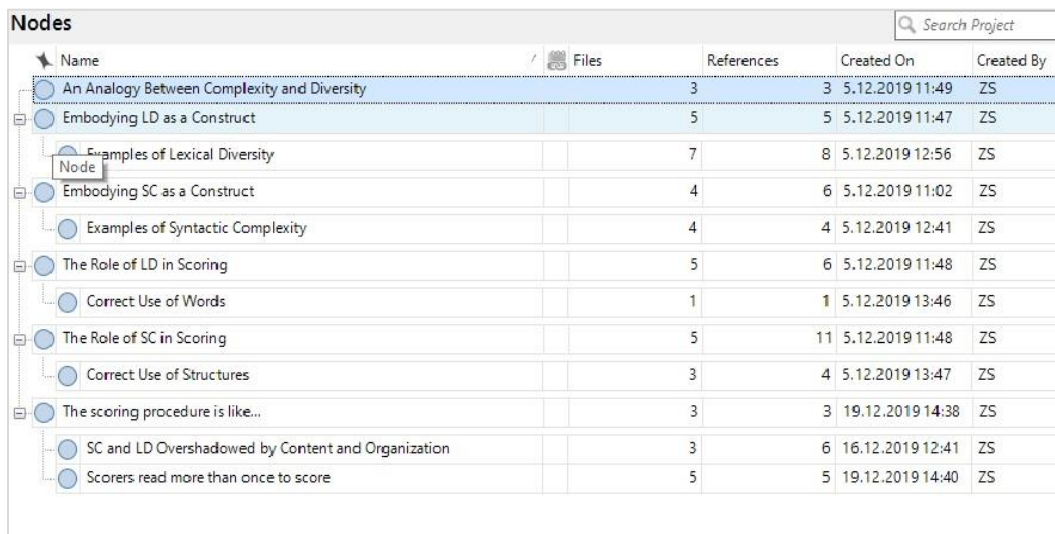 Nodes
Search Project
Name / Files References Created On Created By
An Analogy Between Complexity and Diversity 3 3 5.12.2019 11:49 ZS
Embodying LD as a Construct 5 5 5.12.2019 11:47 ZS
Examples of Lexical Diversity 7 8 5.12.2019 12:56 ZS
Node
Embodying SC as a Construct 4 6 5.12.2019 11:02 ZS
Examples of Syntactic Complexity 4 4 5.12.2019 12:41 ZS
The Role of LD in Scoring 5 6 5.12.2019 11:48 ZS
Correct Use of Words 1 1 5.12.2019 13:46 ZS
The Role of SC in Scoring 5 11 5.12.2019 11:48 ZS
Correct Use of Structures 3 4 5.12.2019 13:47 ZS
The scoring procedure is like... 3 3 19.12.2019 14:38 ZS
SC and LD Overshadowed by Content and Organization 3 6 16.12.2019 12:41 ZS
Scorers read more than once to score 5 5 19.12.2019 14:40 ZS